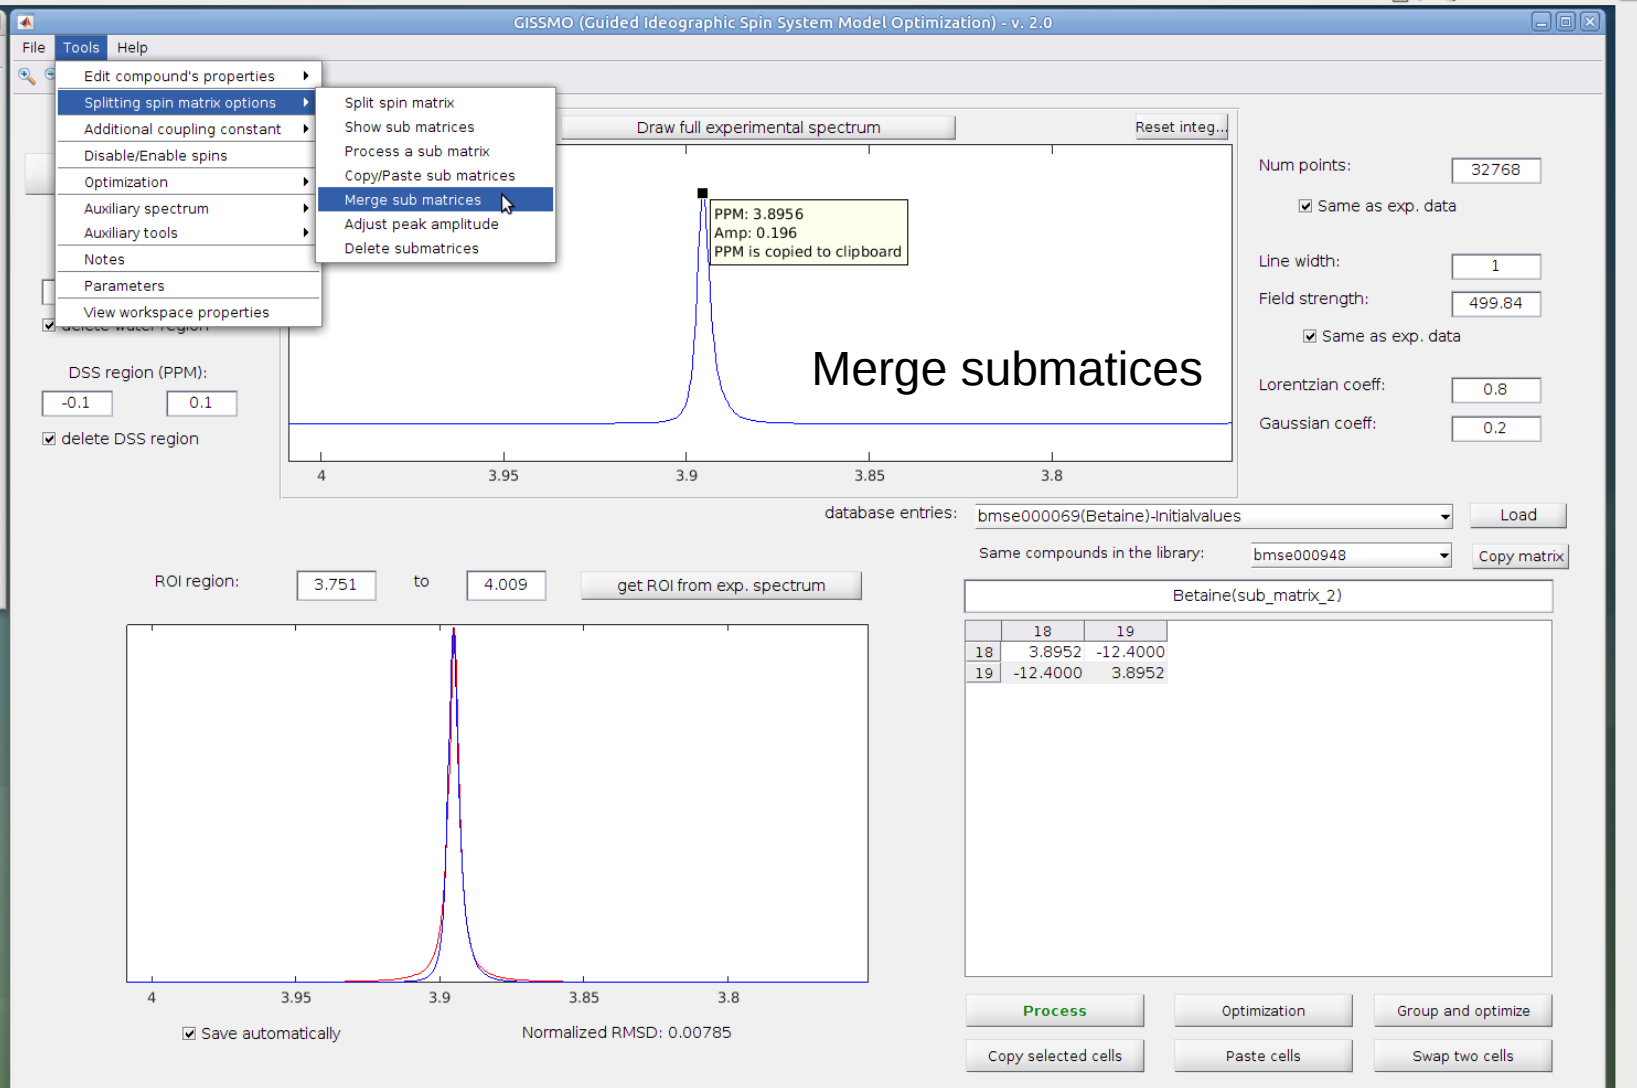 GISSMO (Guided Ideographic Spin System Model Optimization) - v. 2.0
File Tools Help
Edit compound's properties
Splitting spin matrix options
Additional coupling constant
Disable/Enable spins
Optimization
Auxiliary spectrum
Auxiliary tools
Notes
Parameters
View workspace properties
Split spin matrix
Show sub matrices
Process a sub matrix
Copy/Paste sub matrices
Merge sub matrices
Adjust peak amplitude
Delete submatrices
Draw full experimental spectrum
Reset integ...
PPM: 3.8956
Amp: 0.196
PPM is copied to clipboard
Merge submatices
4 3.95 3.9 3.85 3.8
Num points: 32768
Same as exp. data
Line width: 1
Field strength: 499.84
Same as exp. data
Lorentzian coeff: 0.8
Gaussian coeff: 0.2
delete water region
DSS region (PPM):
-0.1 0.1
delete DSS region
database entries: bmse000069(Betaine)-Initialvalues Load
Same compounds in the library: bmse000948 Copy matrix
ROI region: 3.751 to 4.009 get ROI from exp. spectrum
Betaine(sub_matrix_2)
18 19
18 3.8952 -12.4000
19 -12.4000 3.8952
4 3.95 3.9 3.85 3.8
Save automatically
Normalized RMSD: 0.00785
Process Optimization Group and optimize
Copy selected cells Paste cells Swap two cells